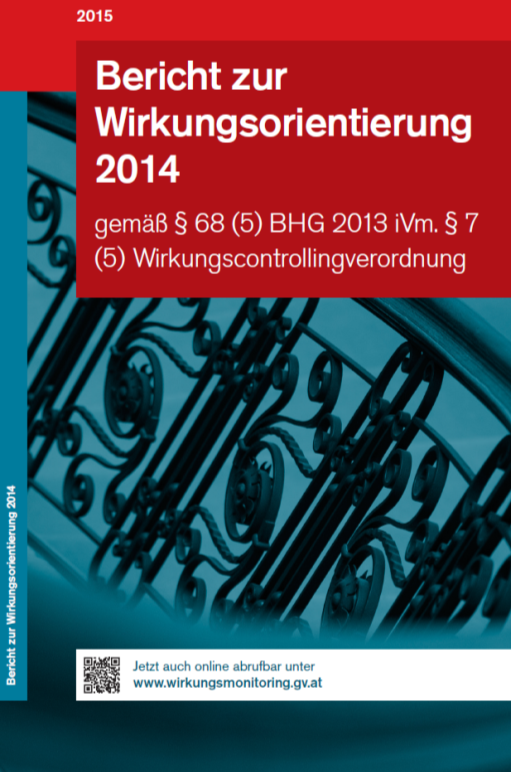 2015
Bericht zur
Wirkungsorientierung
2014
gemäß § 68 (5) BHG 2013 iVm. § 7
(5) Wirkungscontrollingverordnung
Bericht zur Wirkungsorientierung 2014
Jetzt auch online abrufbar unter
www.wirkungsmonitoring.gv.at